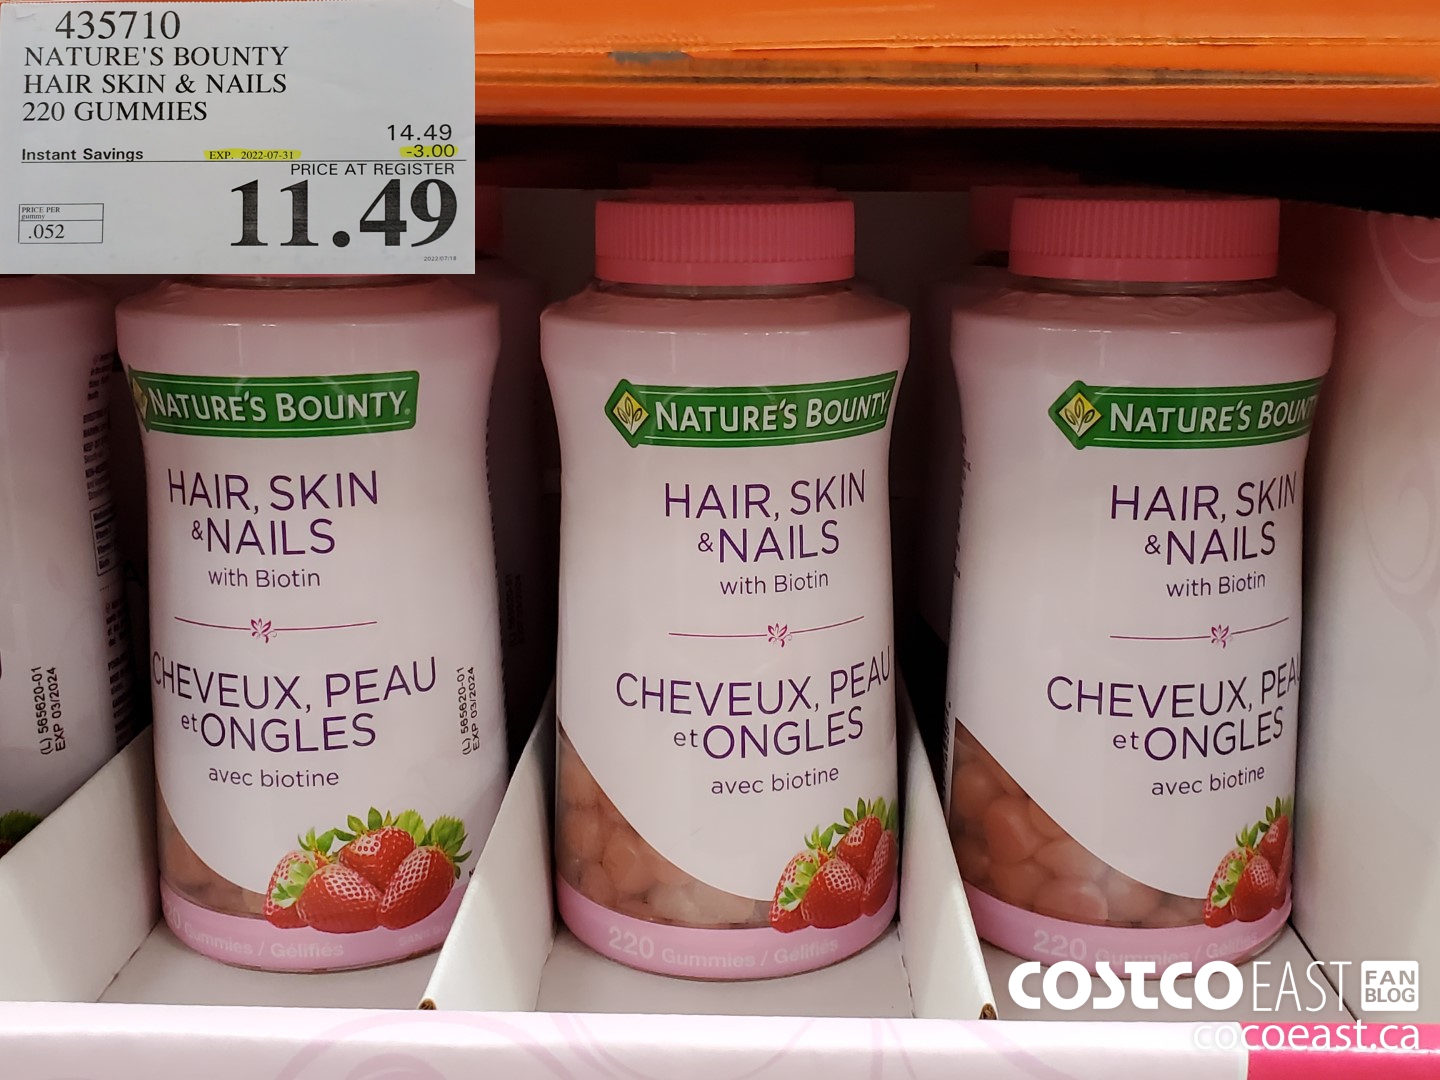 435710
NATURE'S BOUNTY
HAIR SKIN & NAILS
220 GUMMIES
14.49
Instant Savings EXP. 2022-07-31 -3.00
PRICE AT REGISTER
11.49
PRICE PER
gummy
.052
2022/07/18
NATURE'S BOUNTY®
HAIR, SKIN
&NAILS
with Biotin
CHEVEUX, PEAU
et ONGLES
avec biotine
Gummies / Gélifiés
(L) 565620-01
EXP 03/2024
(L) 565620-01
EXP 03/2024
NATURE'S BOUNTY
HAIR, SKIN
&NAILS
with Biotin
CHEVEUX, PEAU
et ONGLES
avec biotine
220 Gummies / Gélifiés
NATURE'S BOUNTY
HAIR, SKIN
&NAILS
with Biotin
CHEVEUX, PEAU
et ONGLES
avec biotine
220 Gummies / Gélifiés
COSTCO EAST FAN BLOG
cocoeast.ca